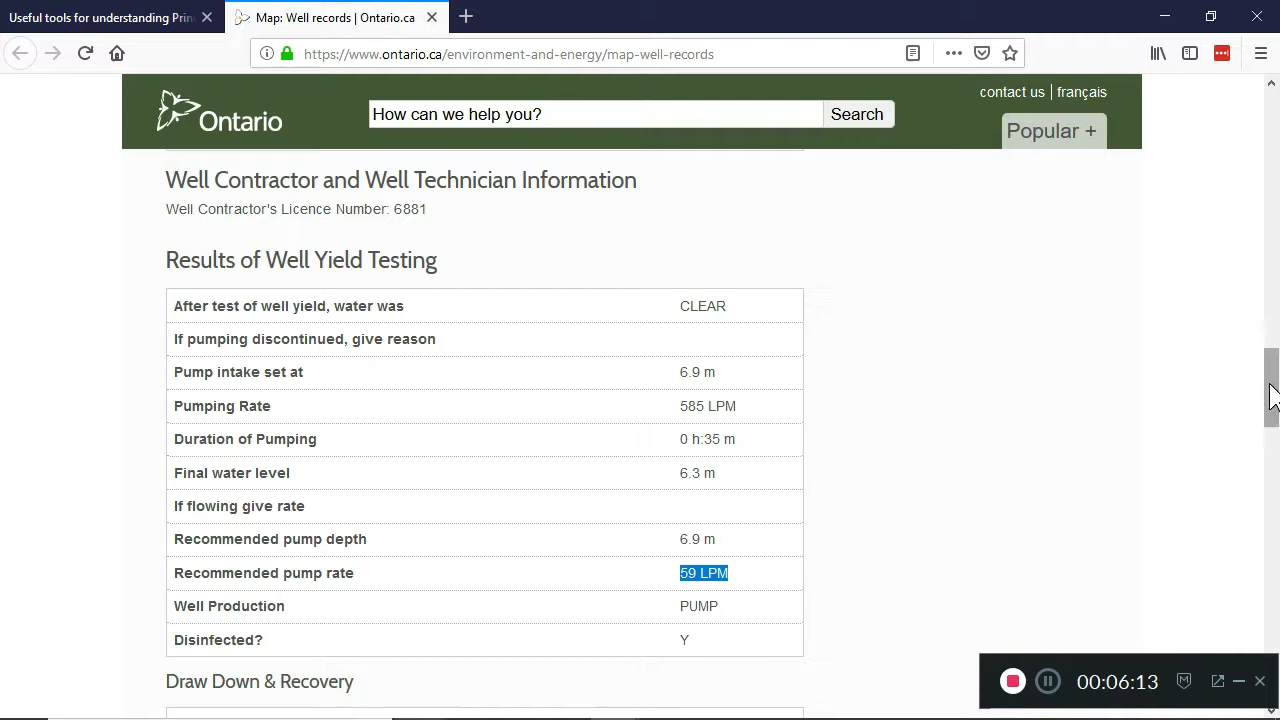 Useful tools for understanding Prin
Map: Well records | Ontario.ca
https://www.ontario.ca/environment-and-energy/map-well-records
contact us | français
Ontario
How can we help you?
Search
Popular +
Well Contractor and Well Technician Information
Well Contractor's Licence Number: 6881
Results of Well Yield Testing
After test of well yield, water was CLEAR
If pumping discontinued, give reason
Pump intake set at 6.9 m
Pumping Rate 585 LPM
Duration of Pumping 0 h:35 m
Final water level 6.3 m
If flowing give rate
Recommended pump depth 6.9 m
Recommended pump rate 59 LPM
Well Production PUMP
Disinfected? Y
Draw Down & Recovery
00:06:13